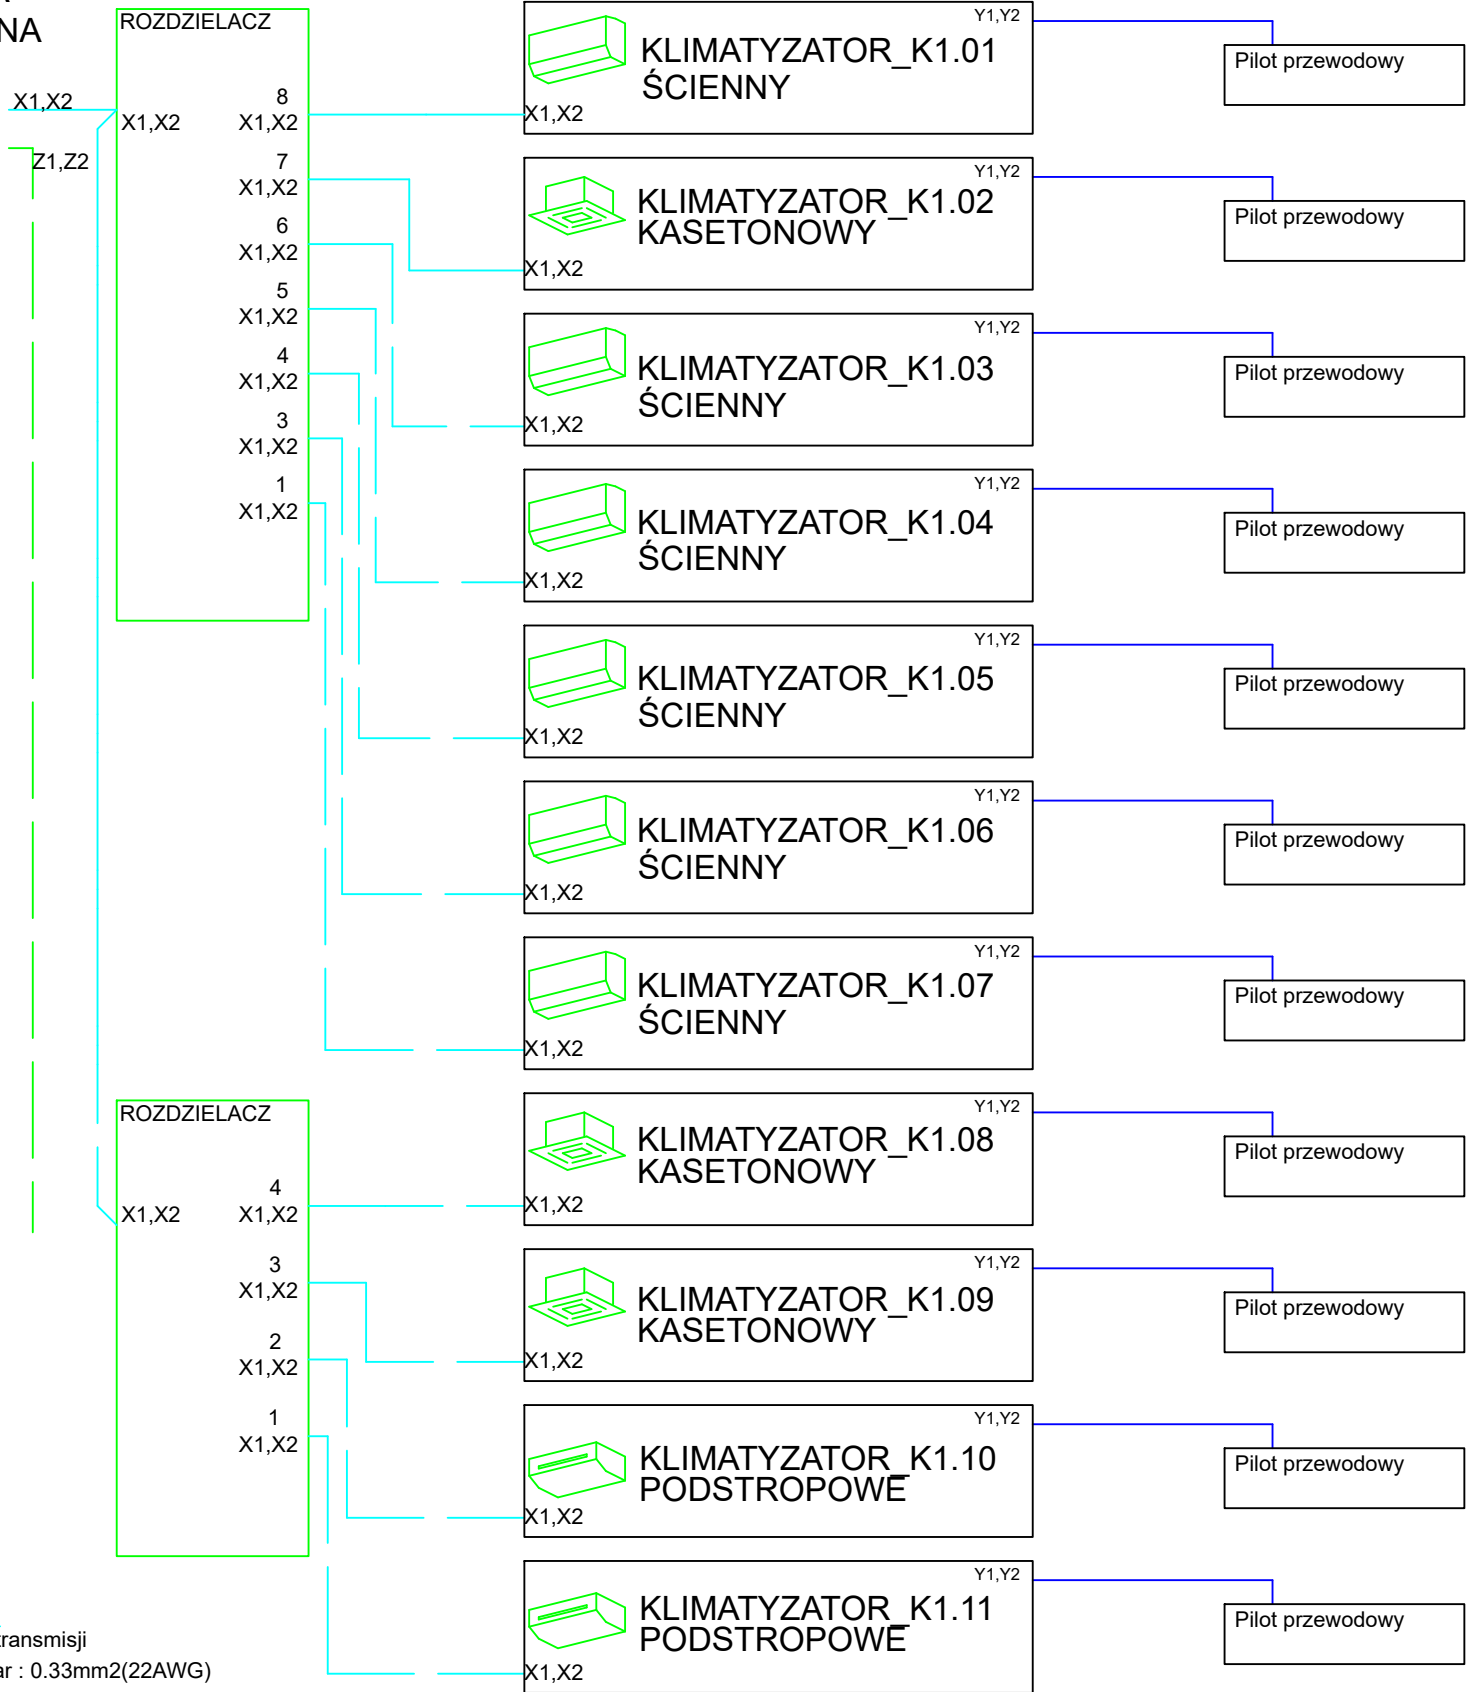 NA
X1,X2
Z1,Z2
ROZDZIELACZ
X1,X2
8
X1,X2
7
X1,X2
6
X1,X2
5
X1,X2
4
X1,X2
3
X1,X2
1
X1,X2
Y1,Y2
KLIMATYZATOR_K1.01
ŚCIENNY
X1,X2
Pilot przewodowy
Y1,Y2
KLIMATYZATOR_K1.02
KASETONOWY
X1,X2
Pilot przewodowy
Y1,Y2
KLIMATYZATOR_K1.03
ŚCIENNY
X1,X2
Pilot przewodowy
Y1,Y2
KLIMATYZATOR_K1.04
ŚCIENNY
X1,X2
Pilot przewodowy
Y1,Y2
KLIMATYZATOR_K1.05
ŚCIENNY
X1,X2
Pilot przewodowy
Y1,Y2
KLIMATYZATOR_K1.06
ŚCIENNY
X1,X2
Pilot przewodowy
Y1,Y2
KLIMATYZATOR_K1.07
ŚCIENNY
X1,X2
Pilot przewodowy
ROZDZIELACZ
X1,X2
4
X1,X2
3
X1,X2
2
X1,X2
1
X1,X2
Y1,Y2
KLIMATYZATOR_K1.08
KASETONOWY
X1,X2
Pilot przewodowy
Y1,Y2
KLIMATYZATOR_K1.09
KASETONOWY
X1,X2
Pilot przewodowy
Y1,Y2
KLIMATYZATOR_K1.10
PODSTROPOWE
X1,X2
Pilot przewodowy
Y1,Y2
KLIMATYZATOR_K1.11
PODSTROPOWE
X1,X2
Pilot przewodowy
ransmisji
ar : 0.33mm2(22AWG)